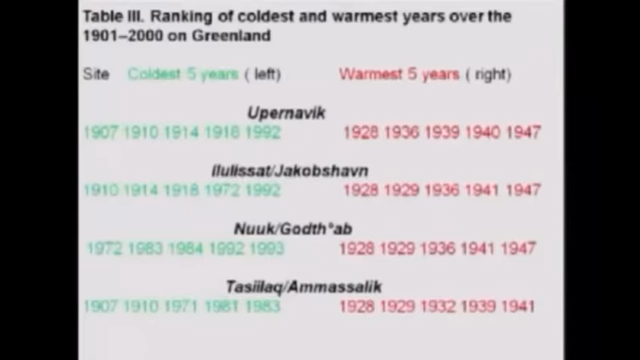 Table III. Ranking of coldest and warmest years over the
1901–2000 on Greenland
Site Coldest 5 years ( left) Warmest 5 years ( right)
Upernavik
1907 1910 1914 1918 1992 1928 1936 1939 1940 1947
Ilulissat/Jakobshavn
1910 1914 1918 1972 1992 1928 1929 1936 1941 1947
Nuuk/Godth°ab
1972 1983 1984 1992 1993 1928 1929 1936 1941 1947
Tasiilaq/Ammassalik
1907 1910 1971 1981 1983 1928 1929 1932 1939 1941